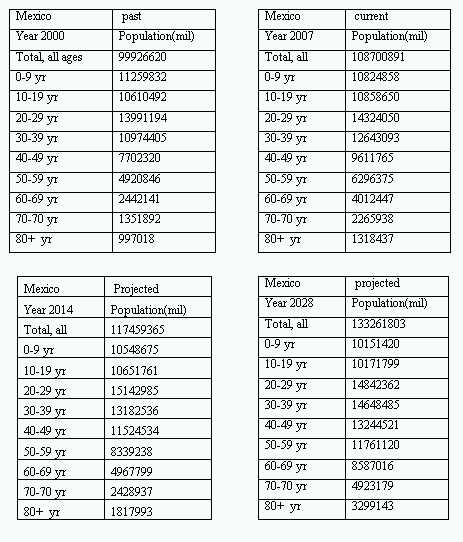 Mexico past
Year 2000 Population(mil)
Total, all ages 99926620
0-9 yr 11259832
10-19 yr 10610492
20-29 yr 13991194
30-39 yr 10974405
40-49 yr 7702320
50-59 yr 4920846
60-69 yr 2442141
70-70 yr 1351892
80+ yr 997018
Mexico current
Year 2007 Population(mil)
Total, all 108700891
0-9 yr 10824858
10-19 yr 10858650
20-29 yr 14324050
30-39 yr 12643093
40-49 yr 9611765
50-59 yr 6296375
60-69 yr 4012447
70-70 yr 2265938
80+ yr 1318437
Mexico Projected
Year 2014 Population(mil)
Total, all 117459365
0-9 yr 10548675
10-19 yr 10651761
20-29 yr 15142985
30-39 yr 13182536
40-49 yr 11524534
50-59 yr 8339238
60-69 yr 4967799
70-70 yr 2428937
80+ yr 1817993
Mexico projected
Year 2028 Population(mil)
Total, all 133261803
0-9 yr 10151420
10-19 yr 10171799
20-29 yr 14842362
30-39 yr 14648485
40-49 yr 13244521
50-59 yr 11761120
60-69 yr 8587016
70-70 yr 4923179
80+ yr 3299143